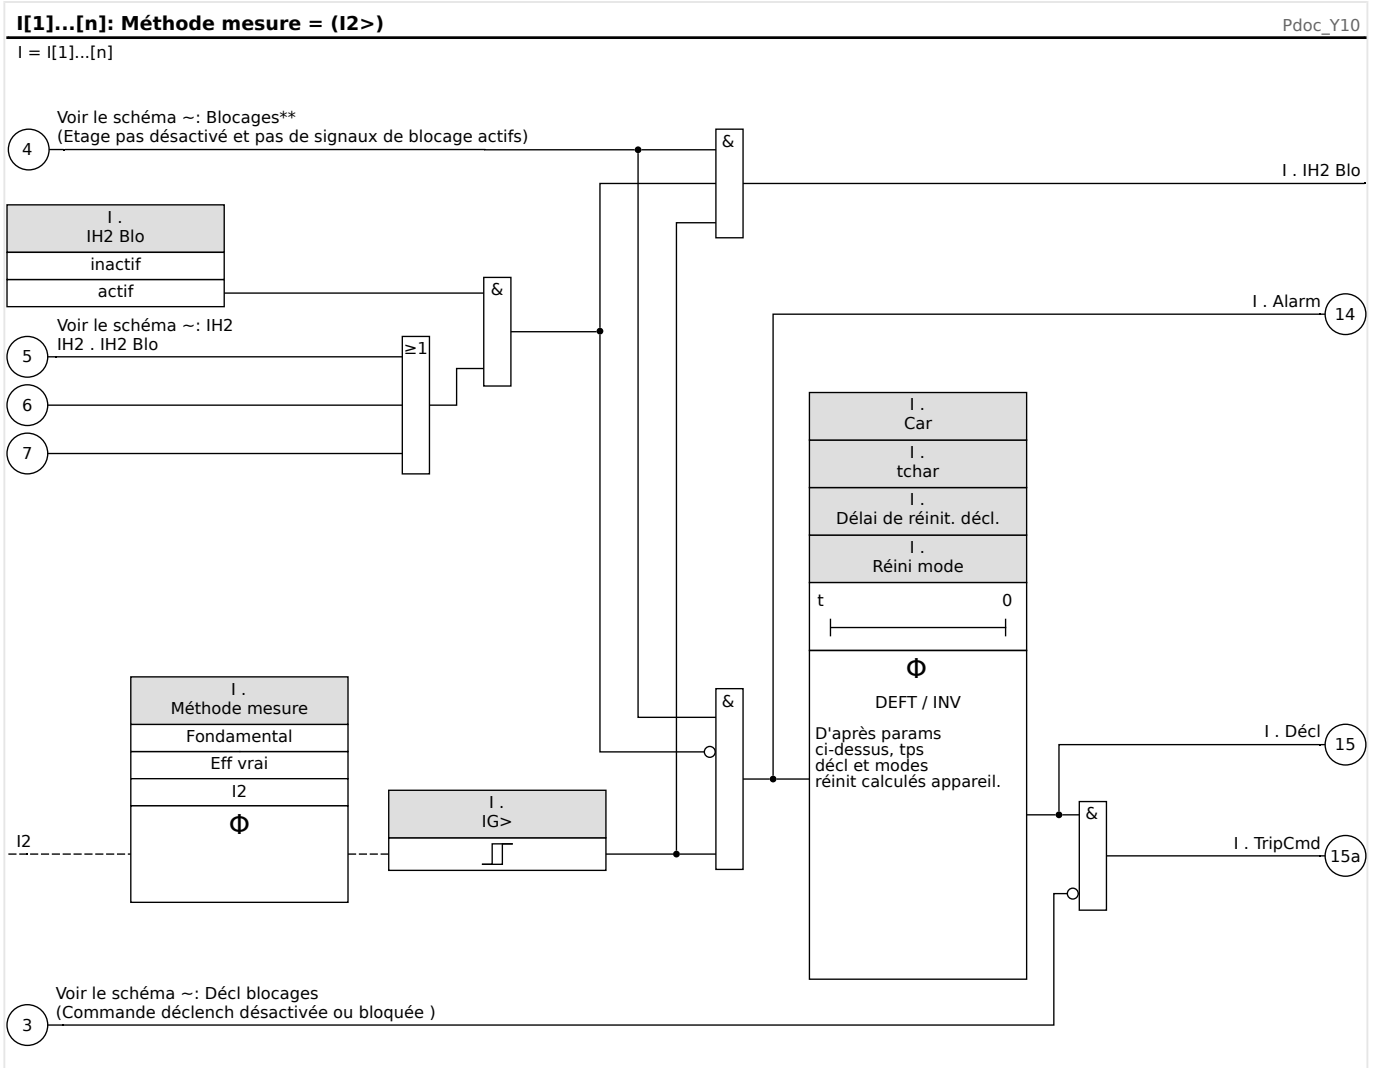 I[1]...[n]: Méthode mesure = (I2>)
Pdoc_Y10
I = I[1]...[n]
Voir le schéma ~: Blocages**
(Etage pas désactivé et pas de signaux de blocage actifs)
4
&
I . IH2 Blo
I .
IH2 Blo
inactif
actif
&
I . Alarm
14
Voir le schéma ~: IH2
IH2 . IH2 Blo
5
≥1
6
7
I .
Car
I .
tchar
I .
Délai de réinit. décl.
I .
Réini mode
t
0
Φ
DEFT / INV
D'après params
ci-dessus, tps
décl et modes
réinit calculés appareil.
I .
Méthode mesure
Fondamental
Eff vrai
I2
Φ
&
I . Décl
15
I .
IG>
I2
&
I . TripCmd
15a
Voir le schéma ~: Décl blocages
(Commande déclench désactivée ou bloquée )
3